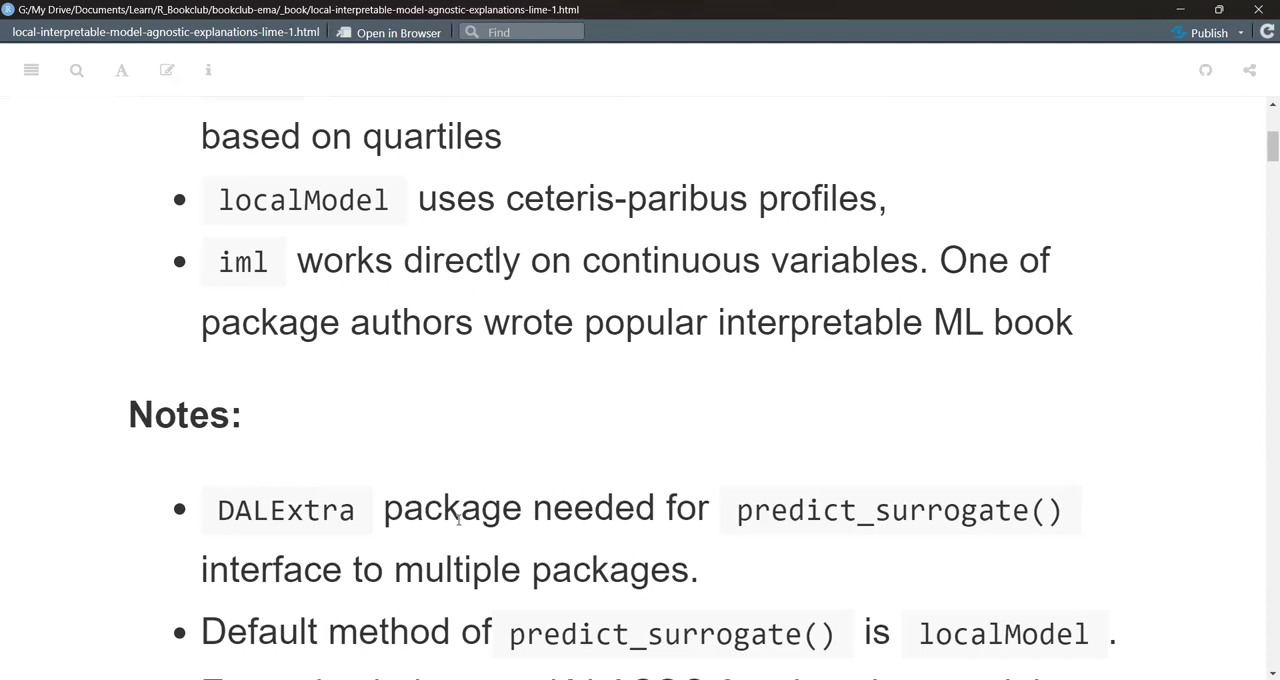 G:/My Drive/Documents/Learn/R_Bookclub/bookclub-ema/_book/local-interpretable-model-agnostic-explanations-lime-1.html
local-interpretable-model-agnostic-explanations-lime-1.html Open in Browser Find Publish
based on quartiles
• localModel uses ceteris-paribus profiles,
• iml works directly on continuous variables. One of
package authors wrote popular interpretable ML book
Notes:
• DALExtra package needed for predict_surrogate()
interface to multiple packages.
• Default method of predict_surrogate() is localModel .